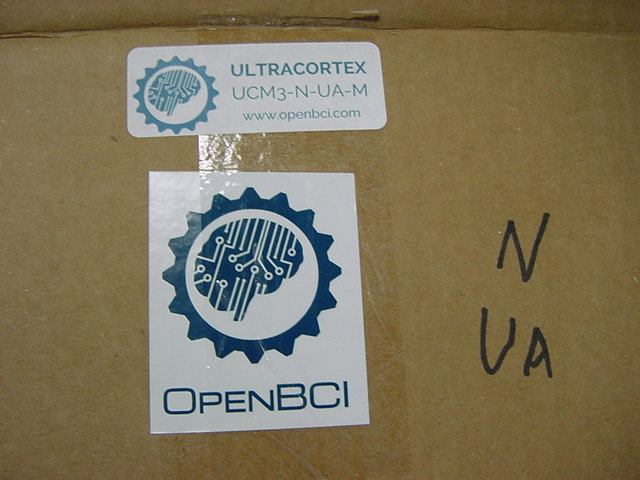 ULTRACORTEX
UCM3-N-UA-M
www.openbci.com
OPENBCI
N
UA